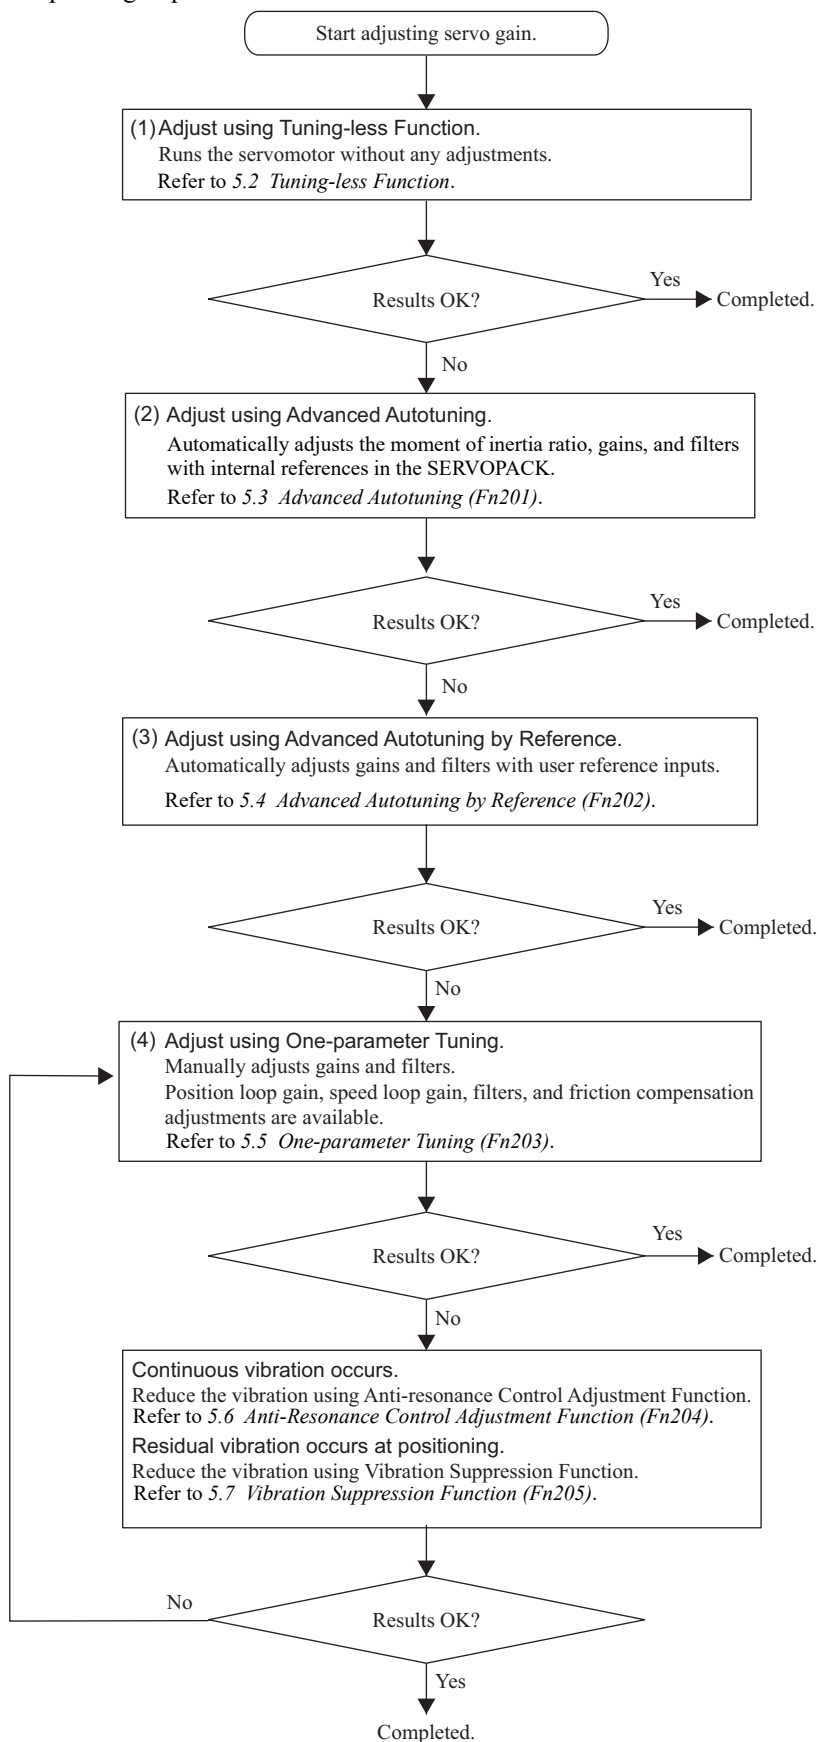 Start adjusting servo gain.
(1) Adjust using Tuning-less Function.
Runs the servomotor without any adjustments.
Refer to 5.2 Tuning-less Function.
Results OK?
Yes
Completed.
No
(2) Adjust using Advanced Autotuning.
Automatically adjusts the moment of inertia ratio, gains, and filters
with internal references in the SERVOPACK.
Refer to 5.3 Advanced Autotuning (Fn201).
Results OK?
Yes
Completed.
No
(3) Adjust using Advanced Autotuning by Reference.
Automatically adjusts gains and filters with user reference inputs.
Refer to 5.4 Advanced Autotuning by Reference (Fn202).
Results OK?
Yes
Completed.
No
(4) Adjust using One-parameter Tuning.
Manually adjusts gains and filters.
Position loop gain, speed loop gain, filters, and friction compensation
adjustments are available.
Refer to 5.5 One-parameter Tuning (Fn203).
Results OK?
Yes
Completed.
No
Continuous vibration occurs.
Reduce the vibration using Anti-resonance Control Adjustment Function.
Refer to 5.6 Anti-Resonance Control Adjustment Function (Fn204).
Residual vibration occurs at positioning.
Reduce the vibration using Vibration Suppression Function.
Refer to 5.7 Vibration Suppression Function (Fn205).
No
Results OK?
Yes
Completed.